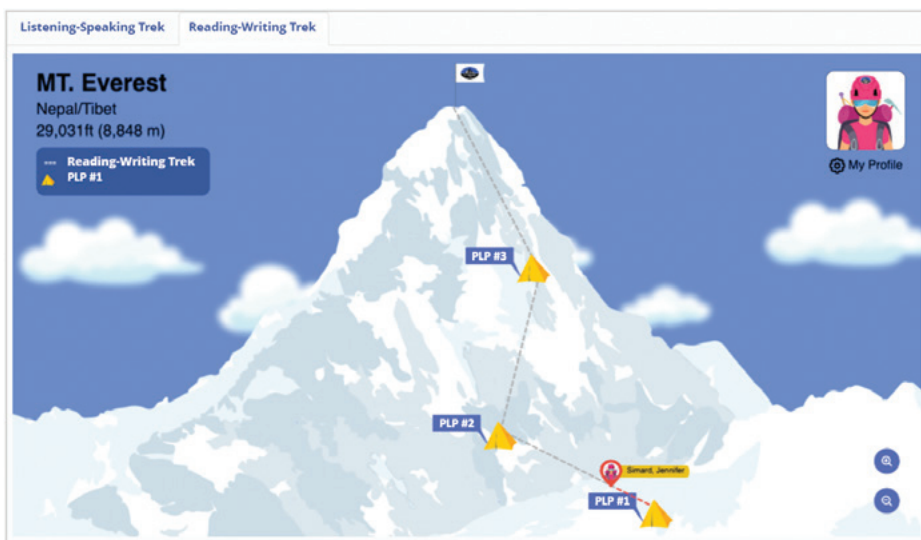 Listening-Speaking Trek
Reading-Writing Trek
MT. Everest
Nepal/Tibet
29,031ft (8,848 m)
Reading-Writing Trek
PLP #1
My Profile
PLP #3
PLP #2
Simard, Jennifer
PLP #1